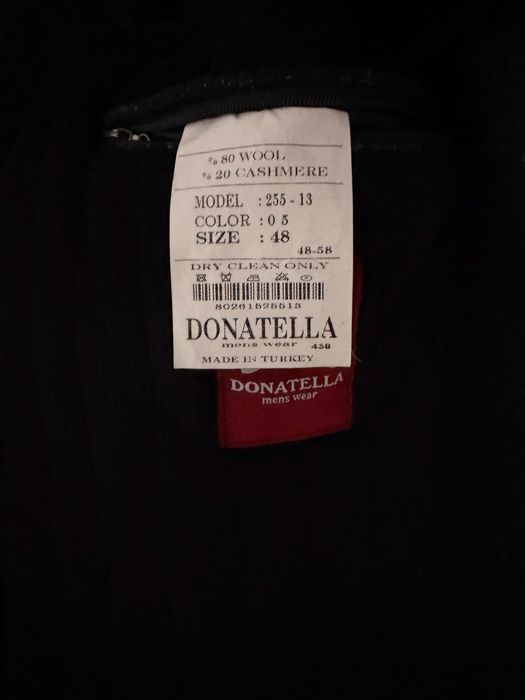 % 80 WOOL
% 20 CASHMERE
MODEL : 255 - 13
COLOR : 0 5
SIZE : 48
48-58
DRY CLEAN ONLY
80261525513
DONATELLA
mens wear 438
MADE IN TURKEY
DONATELLA
mens wear